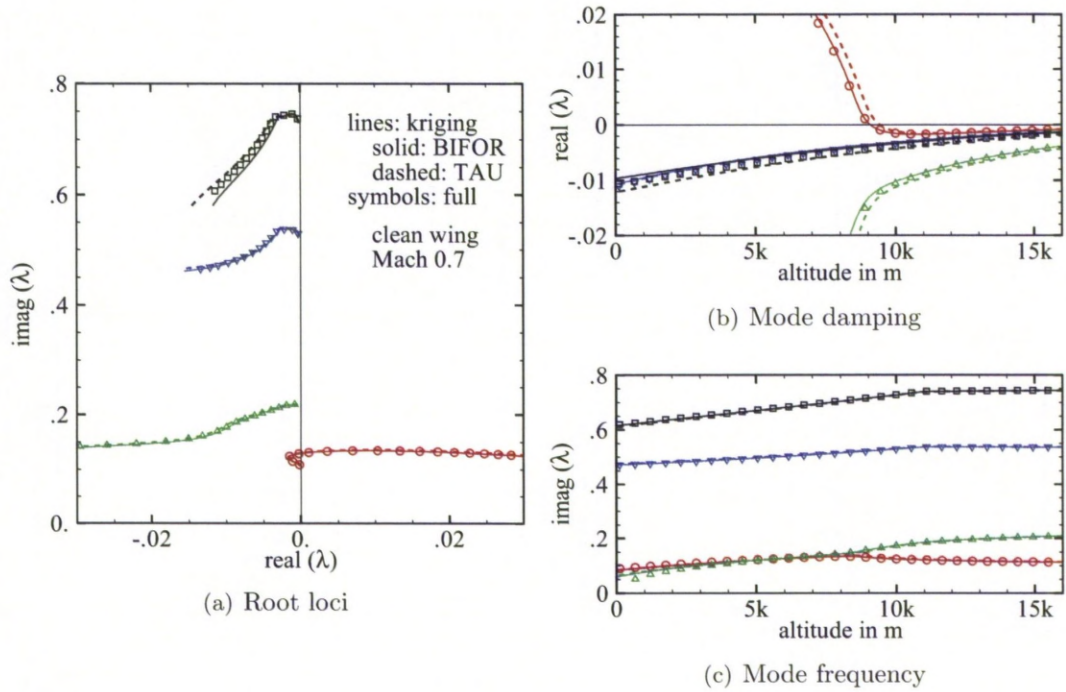 .8
.6
.4
.2
0.
imag (λ)
-.02
0.
.02
real (λ)
lines: kriging
solid: BIFOR
dashed: TAU
symbols: full
clean wing
Mach 0.7
(a) Root loci
.02
.01
0
-.01
-.02
real (λ)
0
5k
10k
15k
altitude in m
(b) Mode damping
.8
.6
.4
.2
0
imag (λ)
0
5k
10k
15k
altitude in m
(c) Mode frequency